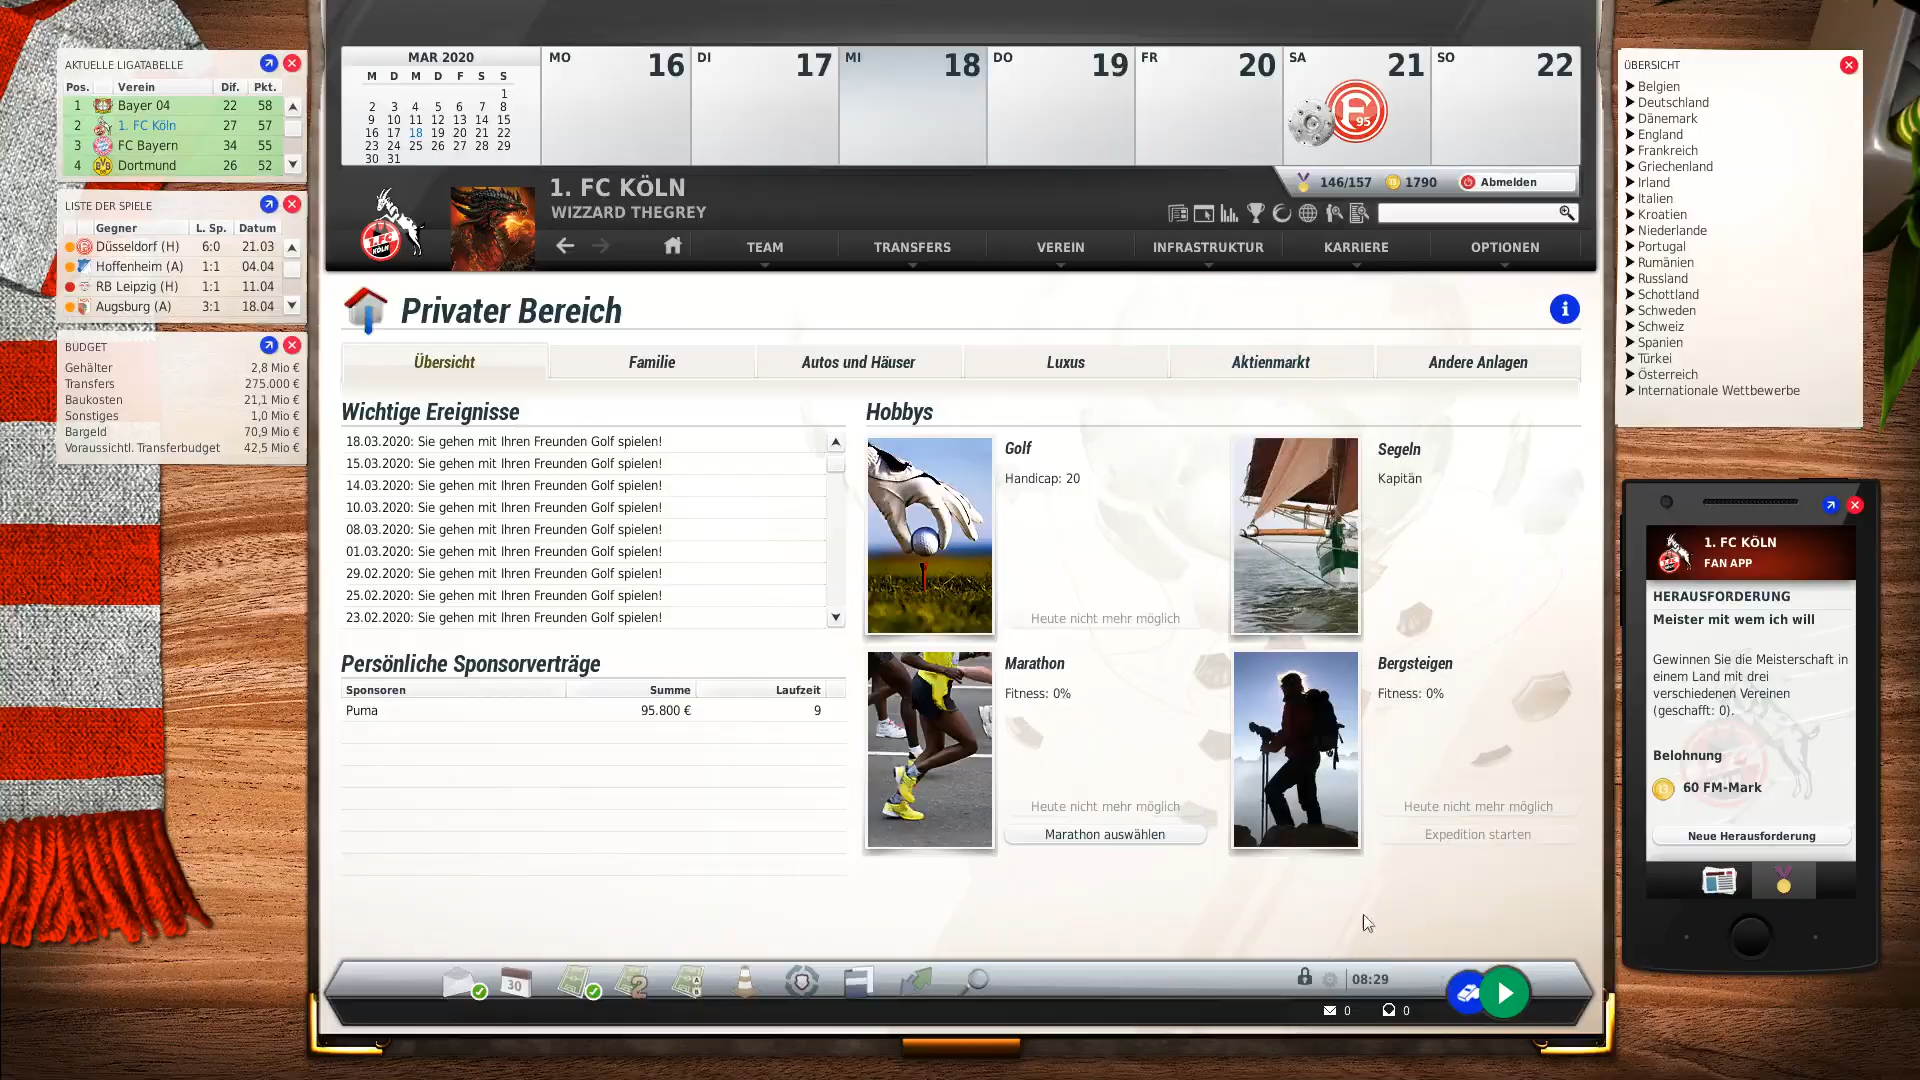 AKTUELLE LIGATABELLE
Pos. Verein Dif. Pkt.
1 Bayer 04 22 58
2 1. FC Köln 27 57
3 FC Bayern 34 55
4 Dortmund 26 52
LISTE DER SPIELE
Gegner L. Sp. Datum
Düsseldorf (H) 6:0 21.03
Hoffenheim (A) 1:1 04.04
RB Leipzig (H) 1:1 11.04
Augsburg (A) 3:1 18.04
BUDGET
Gehälter 2,8 Mio €
Transfers 275.000 €
Baukosten 21,1 Mio €
Sonstiges 1,0 Mio €
Bargeld 70,9 Mio €
Voraussichtl. Transferbudget 42,5 Mio €
MAR 2020
M D M D F S S
1
2 3 4 5 6 7 8
9 10 11 12 13 14 15
16 17 18 19 20 21 22
23 24 25 26 27 28 29
30 31
MO 16 DI 17 MI 18 DO 19 FR 20 SA 21 SO 22
F 95
146/157 1790 Abmelden
1. FC KÖLN
WIZZARD THEGREY
1. FC KÖLN
TEAM TRANSFERS VEREIN INFRASTRUKTUR KARRIERE OPTIONEN
Privater Bereich
Übersicht Familie Autos und Häuser Luxus Aktienmarkt Andere Anlagen
Wichtige Ereignisse
18.03.2020: Sie gehen mit Ihren Freunden Golf spielen!
15.03.2020: Sie gehen mit Ihren Freunden Golf spielen!
14.03.2020: Sie gehen mit Ihren Freunden Golf spielen!
10.03.2020: Sie gehen mit Ihren Freunden Golf spielen!
08.03.2020: Sie gehen mit Ihren Freunden Golf spielen!
01.03.2020: Sie gehen mit Ihren Freunden Golf spielen!
29.02.2020: Sie gehen mit Ihren Freunden Golf spielen!
25.02.2020: Sie gehen mit Ihren Freunden Golf spielen!
23.02.2020: Sie gehen mit Ihren Freunden Golf spielen!
Persönliche Sponsorverträge
Sponsoren Summe Laufzeit
Puma 95.800 € 9
Hobbys
Golf
Handicap: 20
Heute nicht mehr möglich
Segeln
Kapitän
Marathon
Fitness: 0%
Heute nicht mehr möglich
Marathon auswählen
Bergsteigen
Fitness: 0%
Heute nicht mehr möglich
Expedition starten
30
2
08:29
0 0
ÜBERSICHT
Belgien
Deutschland
Dänemark
England
Frankreich
Griechenland
Irland
Italien
Kroatien
Niederlande
Portugal
Rumänien
Russland
Schottland
Schweden
Schweiz
Spanien
Türkei
Österreich
Internationale Wettbewerbe
1. FC KÖLN
FAN APP
HERAUSFORDERUNG
Meister mit wem ich will
Gewinnen Sie die Meisterschaft in
einem Land mit drei
verschiedenen Vereinen
(geschafft: 0).
Belohnung
60 FM-Mark
Neue Herausforderung